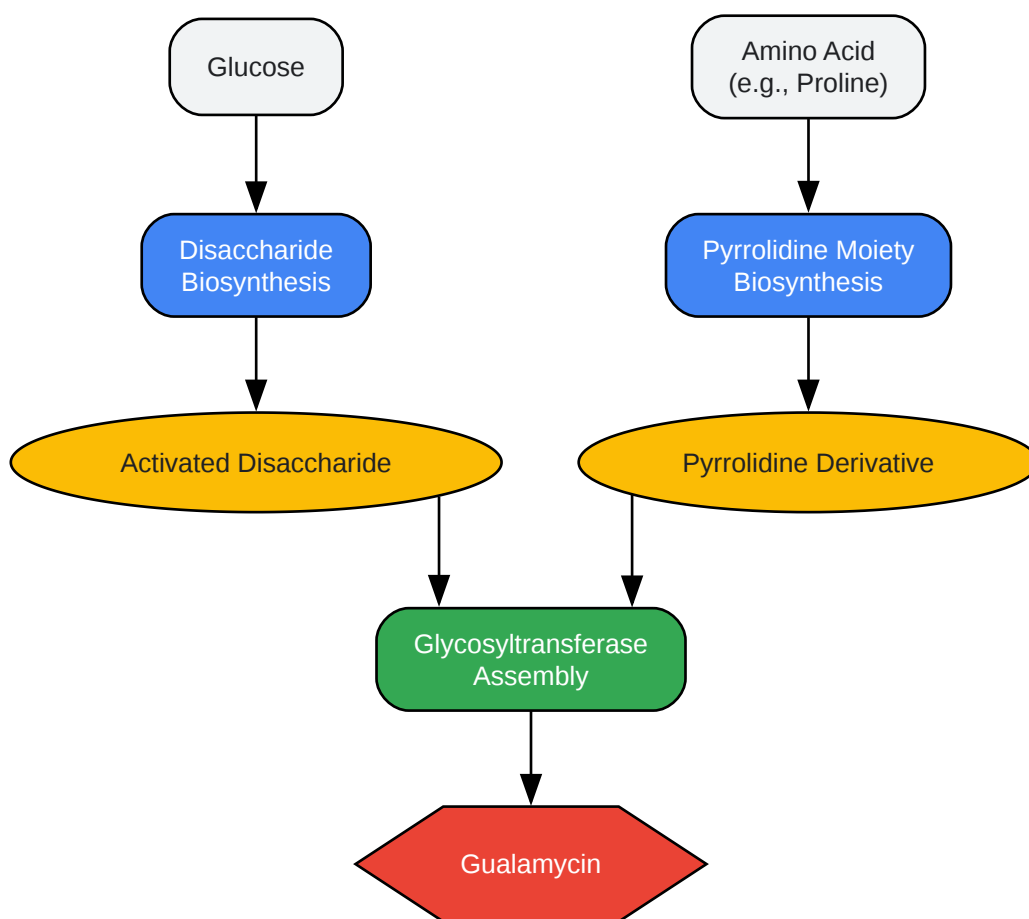 Glucose
Amino Acid
(e.g., Proline)
Disaccharide
Biosynthesis
Pyrrolidine Moiety
Biosynthesis
Activated Disaccharide
Pyrrolidine Derivative
Glycosyltransferase
Assembly
Gualamycin